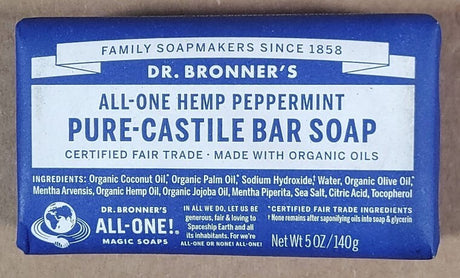 FAMILY SOAPMAKERS SINCE 1858
DR. BRONNER'S
ALL-ONE HEMP PEPPERMINT
PURE-CASTILE BAR SOAP
CERTIFIED FAIR TRADE · MADE WITH ORGANIC OILS
INGREDIENTS: Organic Coconut Oil,* Organic Palm Oil,* Sodium Hydroxide,† Water, Organic Olive Oil,*
Mentha Arvensis, Organic Hemp Oil, Organic Jojoba Oil, Mentha Piperita, Sea Salt, Citric Acid, Tocopherol
DR. BRONNER'S
ALL-ONE!
MAGIC SOAPS
IN ALL WE DO, LET US BE
generous, fair & loving to
Spaceship Earth and all
its inhabitants. For we're
ALL-ONE OR NONE! ALL-ONE!
*CERTIFIED FAIR TRADE INGREDIENTS
† None remains after saponifying oils into soap & glycerin
Net Wt 5 OZ/140g